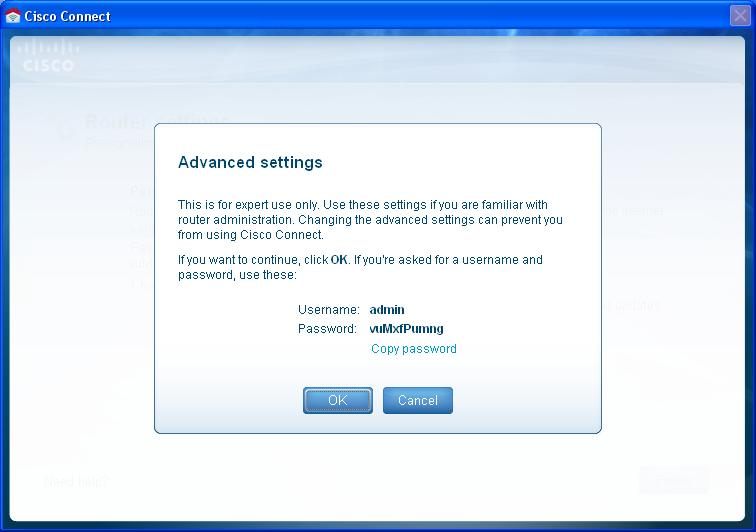 Cisco Connect
CISCO
Router settings
Advanced settings
This is for expert use only. Use these settings if you are familiar with
router administration. Changing the advanced settings can prevent you
from using Cisco Connect.
If you want to continue, click OK. If you're asked for a username and
password, use these:
Username: admin
Password: vuMxfPumng
Copy password
OK
Cancel
Need help?